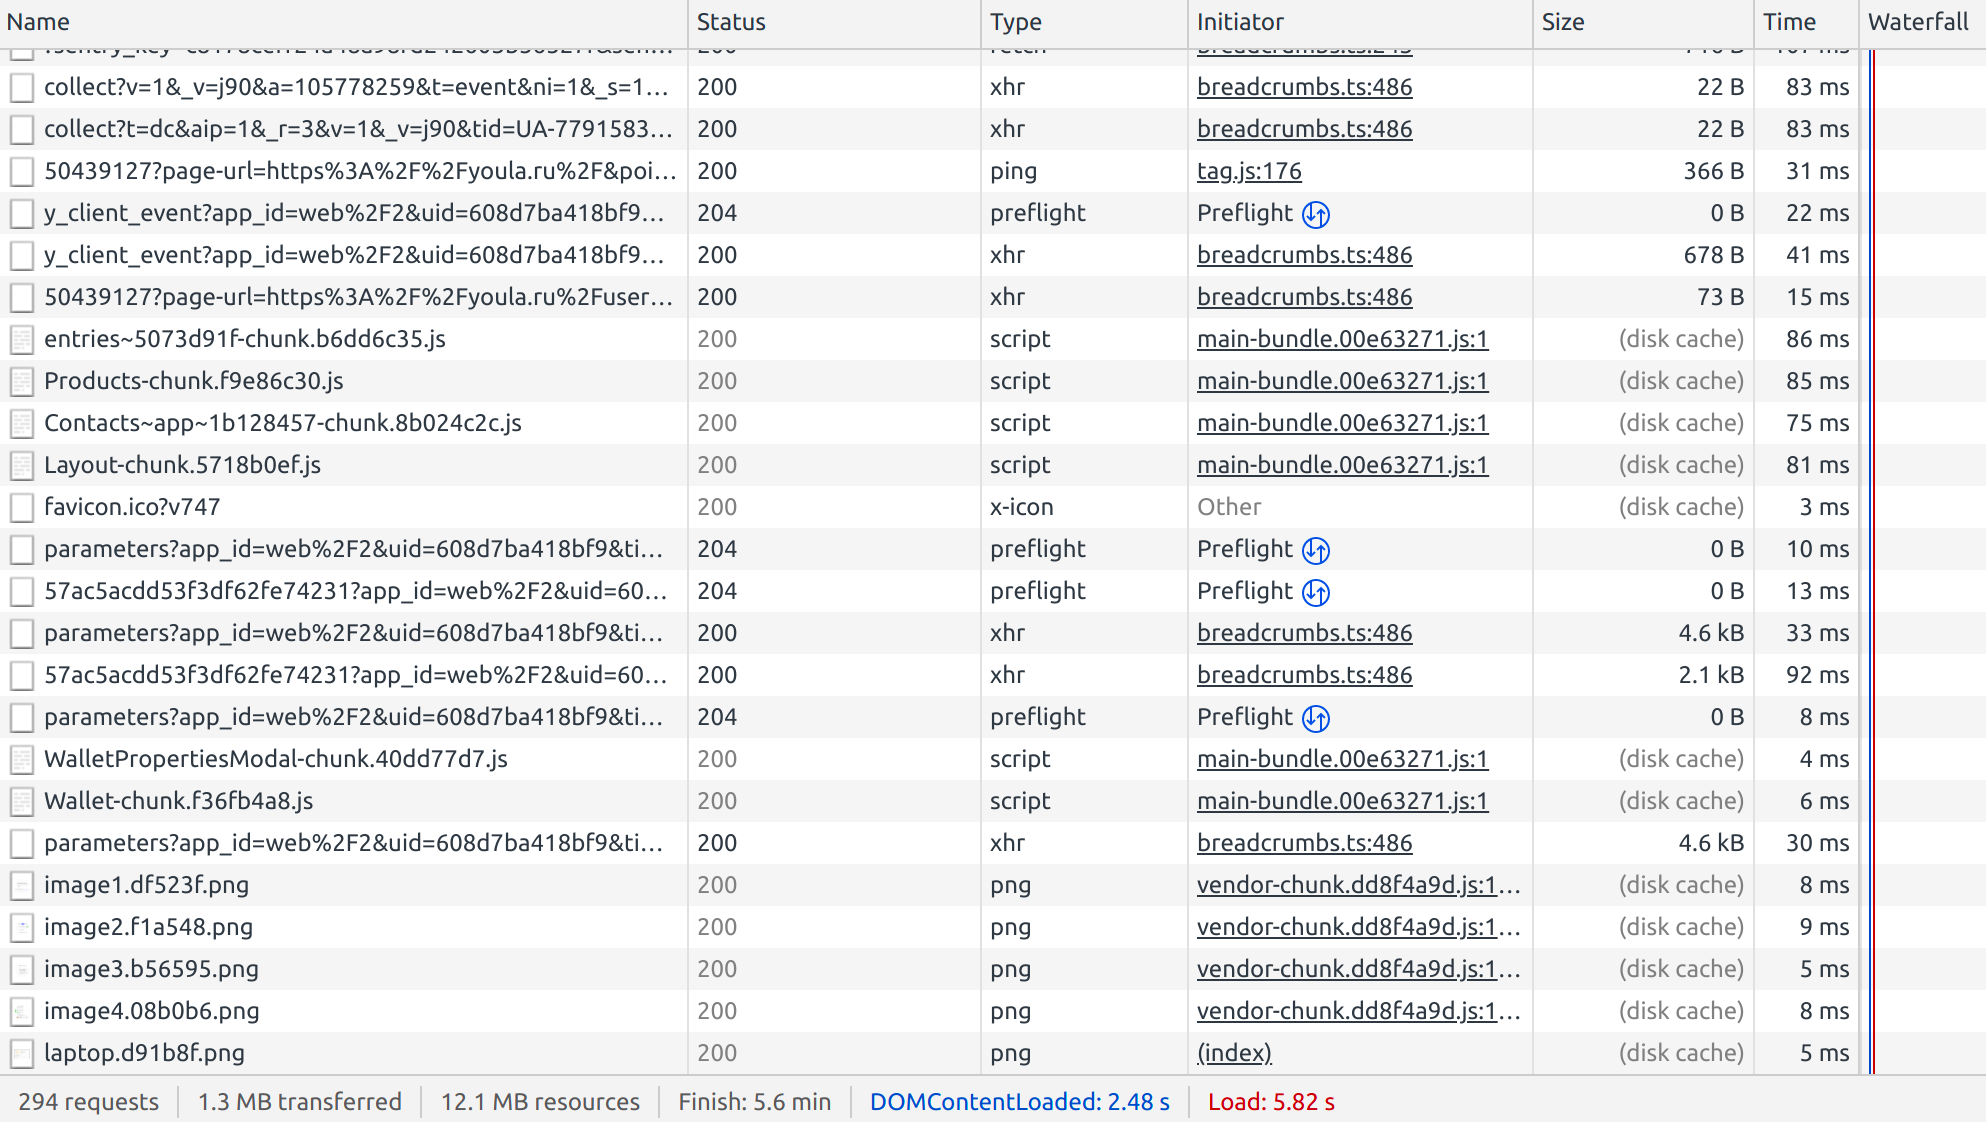 Name Status Type Initiator Size Time Waterfall
collect?v=1&_v=j90&a=105778259&t=event&ni=1&_s=1... 200 xhr breadcrumbs.ts:486 22 B 83 ms
collect?t=dc&aip=1&_r=3&v=1&_v=j90&tid=UA-7791583... 200 xhr breadcrumbs.ts:486 22 B 83 ms
50439127?page-url=https%3A%2F%2Fyoula.ru%2F&poi... 200 ping tag.js:176 366 B 31 ms
y_client_event?app_id=web%2F2&uid=608d7ba418bf9... 204 preflight Preflight 0 B 22 ms
y_client_event?app_id=web%2F2&uid=608d7ba418bf9... 200 xhr breadcrumbs.ts:486 678 B 41 ms
50439127?page-url=https%3A%2F%2Fyoula.ru%2Fuser... 200 xhr breadcrumbs.ts:486 73 B 15 ms
entries~5073d91f-chunk.b6dd6c35.js 200 script main-bundle.00e63271.js:1 (disk cache) 86 ms
Products-chunk.f9e86c30.js 200 script main-bundle.00e63271.js:1 (disk cache) 85 ms
Contacts~app~1b128457-chunk.8b024c2c.js 200 script main-bundle.00e63271.js:1 (disk cache) 75 ms
Layout-chunk.5718b0ef.js 200 script main-bundle.00e63271.js:1 (disk cache) 81 ms
favicon.ico?v747 200 x-icon Other (disk cache) 3 ms
parameters?app_id=web%2F2&uid=608d7ba418bf9&ti... 204 preflight Preflight 0 B 10 ms
57ac5acdd53f3df62fe74231?app_id=web%2F2&uid=60... 204 preflight Preflight 0 B 13 ms
parameters?app_id=web%2F2&uid=608d7ba418bf9&ti... 200 xhr breadcrumbs.ts:486 4.6 kB 33 ms
57ac5acdd53f3df62fe74231?app_id=web%2F2&uid=60... 200 xhr breadcrumbs.ts:486 2.1 kB 92 ms
parameters?app_id=web%2F2&uid=608d7ba418bf9&ti... 204 preflight Preflight 0 B 8 ms
WalletPropertiesModal-chunk.40dd77d7.js 200 script main-bundle.00e63271.js:1 (disk cache) 4 ms
Wallet-chunk.f36fb4a8.js 200 script main-bundle.00e63271.js:1 (disk cache) 6 ms
parameters?app_id=web%2F2&uid=608d7ba418bf9&ti... 200 xhr breadcrumbs.ts:486 4.6 kB 30 ms
image1.df523f.png 200 png vendor-chunk.dd8f4a9d.js:1... (disk cache) 8 ms
image2.f1a548.png 200 png vendor-chunk.dd8f4a9d.js:1... (disk cache) 9 ms
image3.b56595.png 200 png vendor-chunk.dd8f4a9d.js:1... (disk cache) 5 ms
image4.08b0b6.png 200 png vendor-chunk.dd8f4a9d.js:1... (disk cache) 8 ms
laptop.d91b8f.png 200 png (index) (disk cache) 5 ms
294 requests 1.3 MB transferred 12.1 MB resources Finish: 5.6 min DOMContentLoaded: 2.48 s Load: 5.82 s